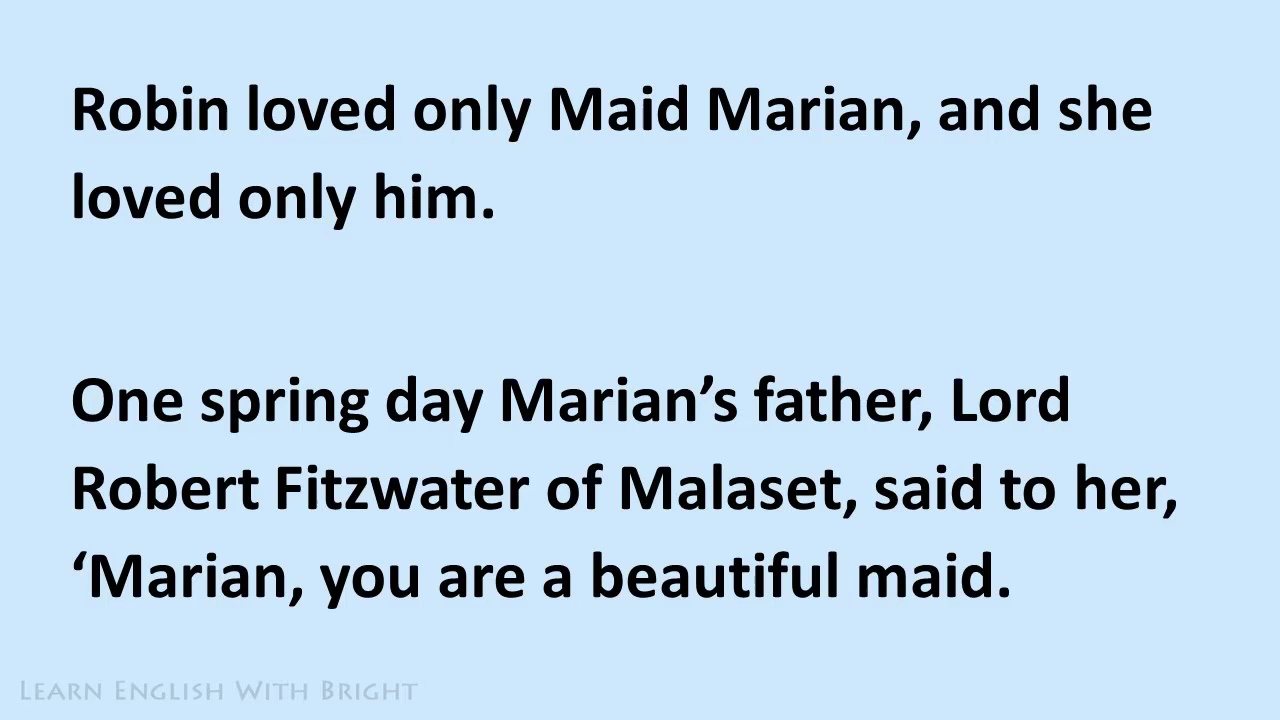 Robin loved only Maid Marian, and she
loved only him.
One spring day Marian’s father, Lord
Robert Fitzwater of Malaset, said to her,
‘Marian, you are a beautiful maid.
Learn English With Bright